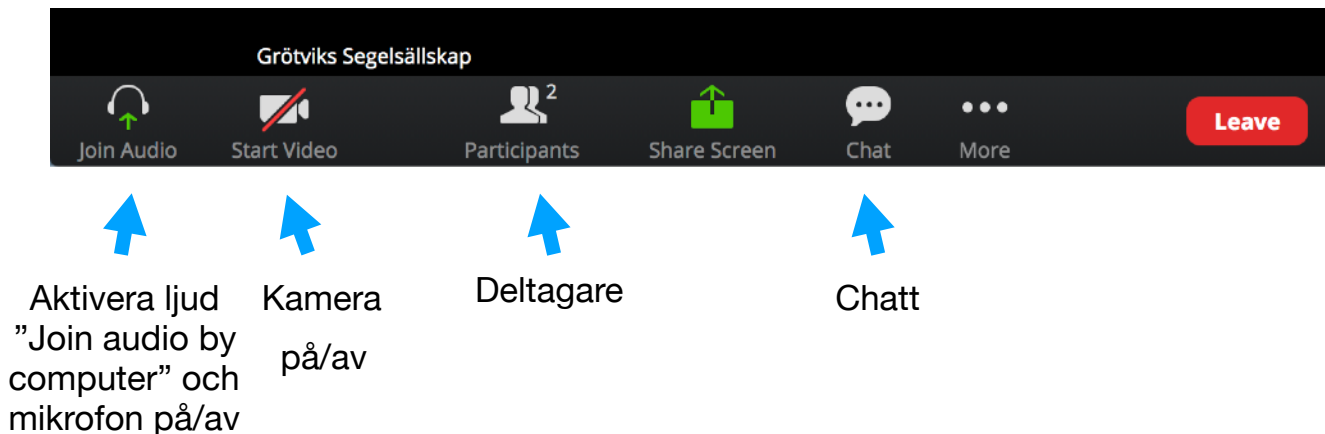 Grötviks Segelsällskap
2
Join Audio
Start Video
Participants
Share Screen
Chat
More
Leave
Aktivera ljud
”Join audio by
computer” och
mikrofon på/av
Kamera
på/av
Deltagare
Chatt